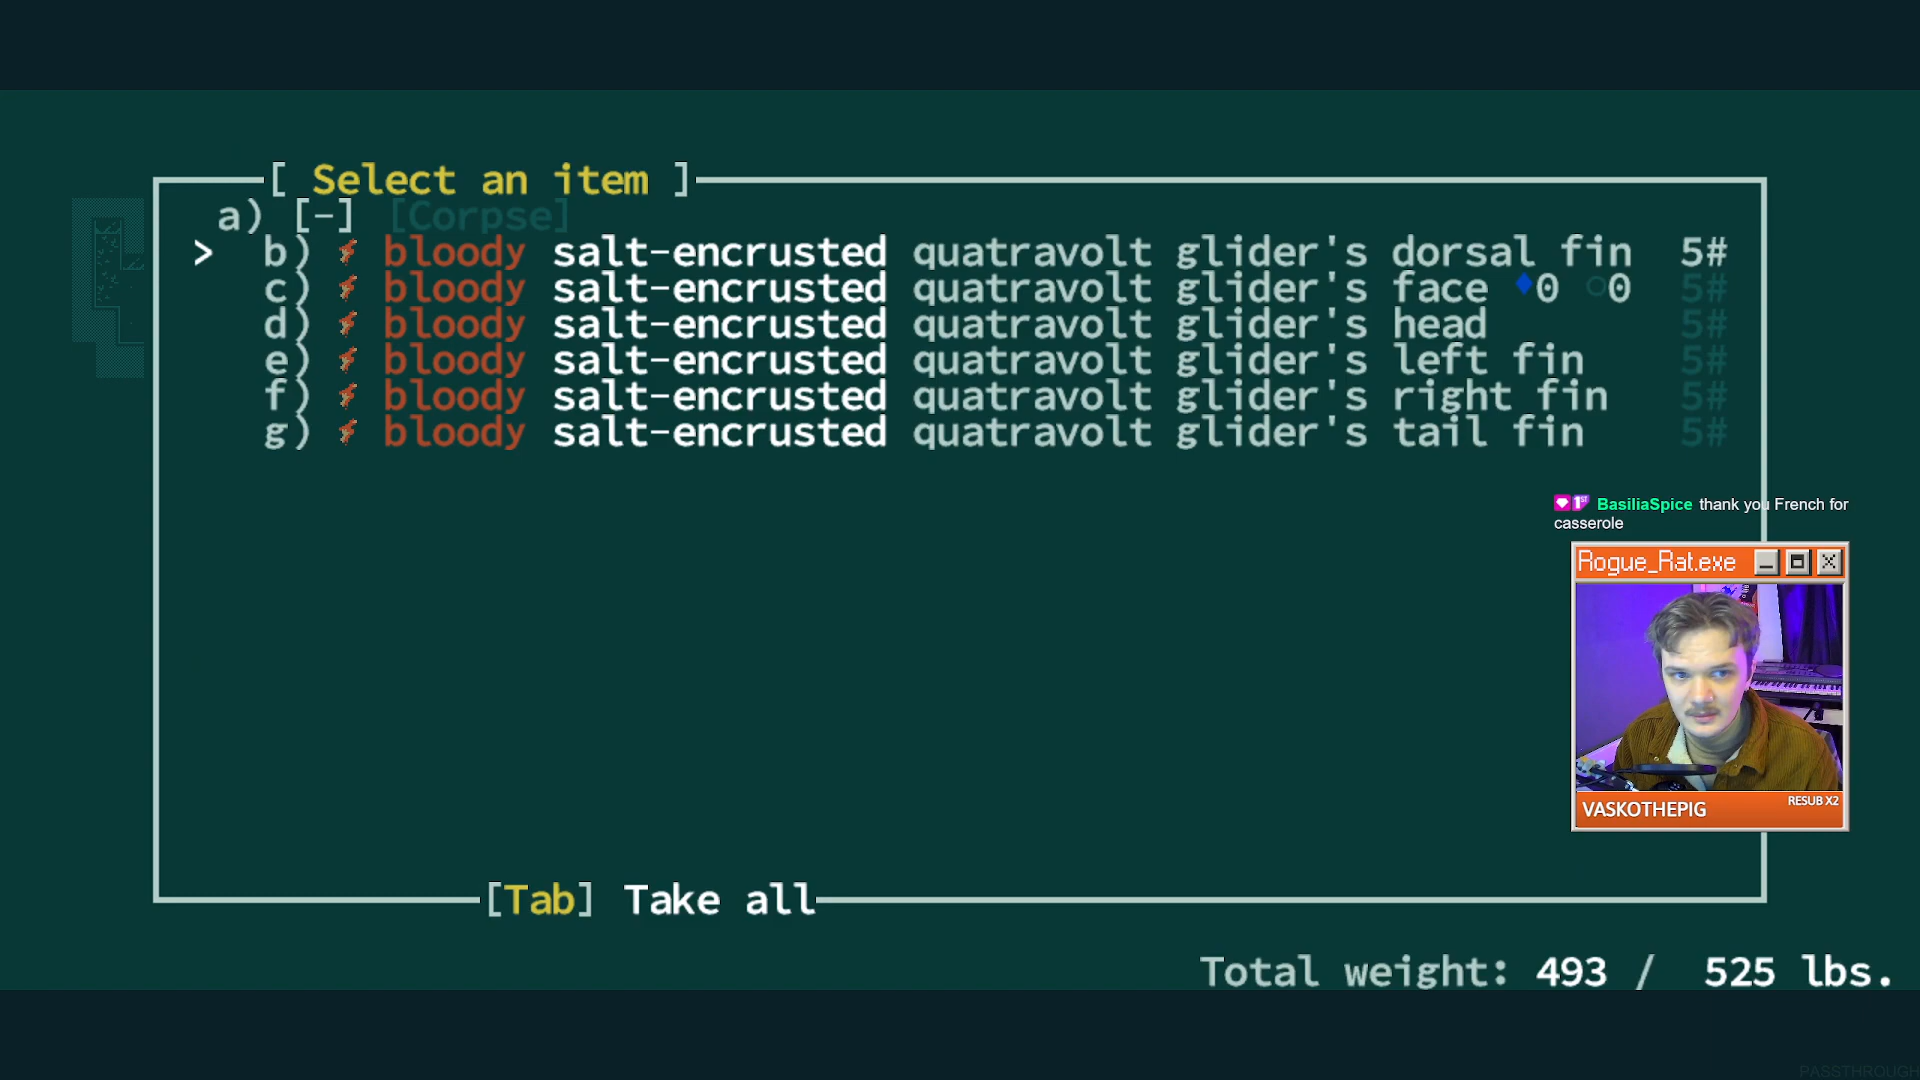 [ Select an item ]
a) [-] [Corpse]
> b) bloody salt-encrusted quatravolt glider's dorsal fin 5#
c) bloody salt-encrusted quatravolt glider's face ♦0 ○0 5#
d) bloody salt-encrusted quatravolt glider's head 5#
e) bloody salt-encrusted quatravolt glider's left fin 5#
f) bloody salt-encrusted quatravolt glider's right fin 5#
g) bloody salt-encrusted quatravolt glider's tail fin 5#
1ST BasiliaSpice thank you French for
casserole
Rogue_Rat.exe
VASKOTHEPIG RESUB X2
[Tab] Take all
Total weight: 493 / 525 lbs.
PASSTHROUGH